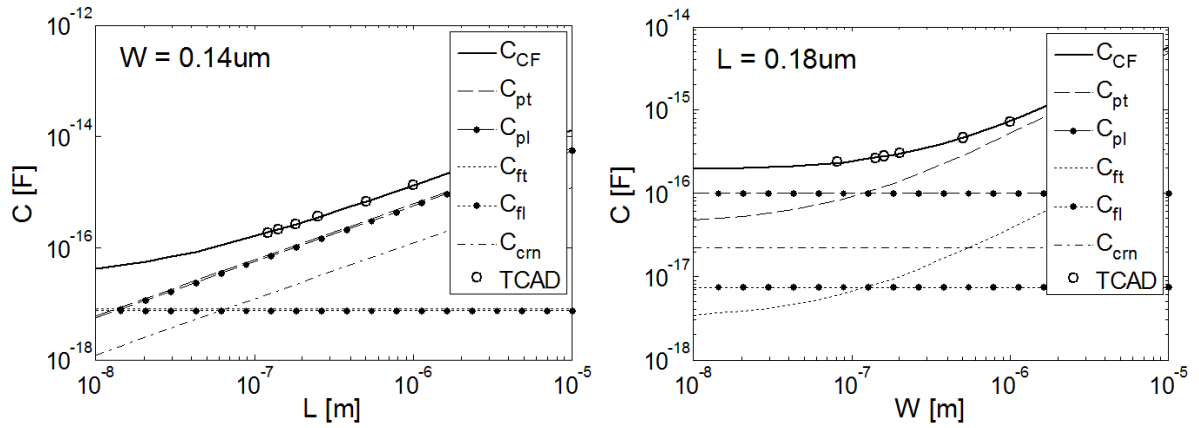 W = 0.14um
C [F]
10^-12
10^-14
10^-16
10^-18
10^-8
10^-7
10^-6
10^-5
L [m]
C_CF
C_pt
C_pl
C_ft
C_fl
C_crn
TCAD
L = 0.18um
C [F]
10^-14
10^-15
10^-16
10^-17
10^-18
10^-8
10^-7
10^-6
10^-5
W [m]
C_CF
C_pt
C_pl
C_ft
C_fl
C_crn
TCAD